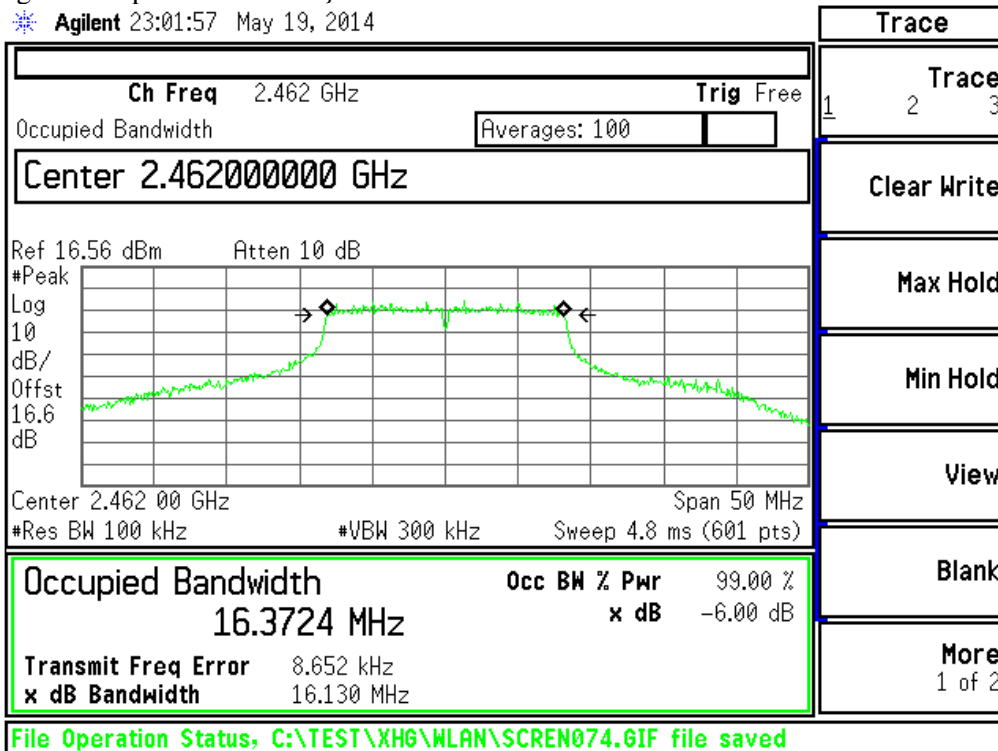 Agilent 23:01:57 May 19, 2014
Trace
Ch Freq 2.462 GHz Trig Free
Occupied Bandwidth Averages: 100
Center 2.462000000 GHz
Ref 16.56 dBm Atten 10 dB
#Peak
Log
10
dB/
Offst
16.6
dB
Center 2.462 00 GHz Span 50 MHz
#Res BW 100 kHz #VBW 300 kHz Sweep 4.8 ms (601 pts)
Occupied Bandwidth Occ BW % Pwr 99.00 %
16.3724 MHz x dB -6.00 dB
Transmit Freq Error 8.652 kHz
x dB Bandwidth 16.130 MHz
Trace
1 2 3
Clear Write
Max Hold
Min Hold
View
Blank
More
1 of 2
File Operation Status, C:\TEST\XHG\WLAN\SCREN074.GIF file saved